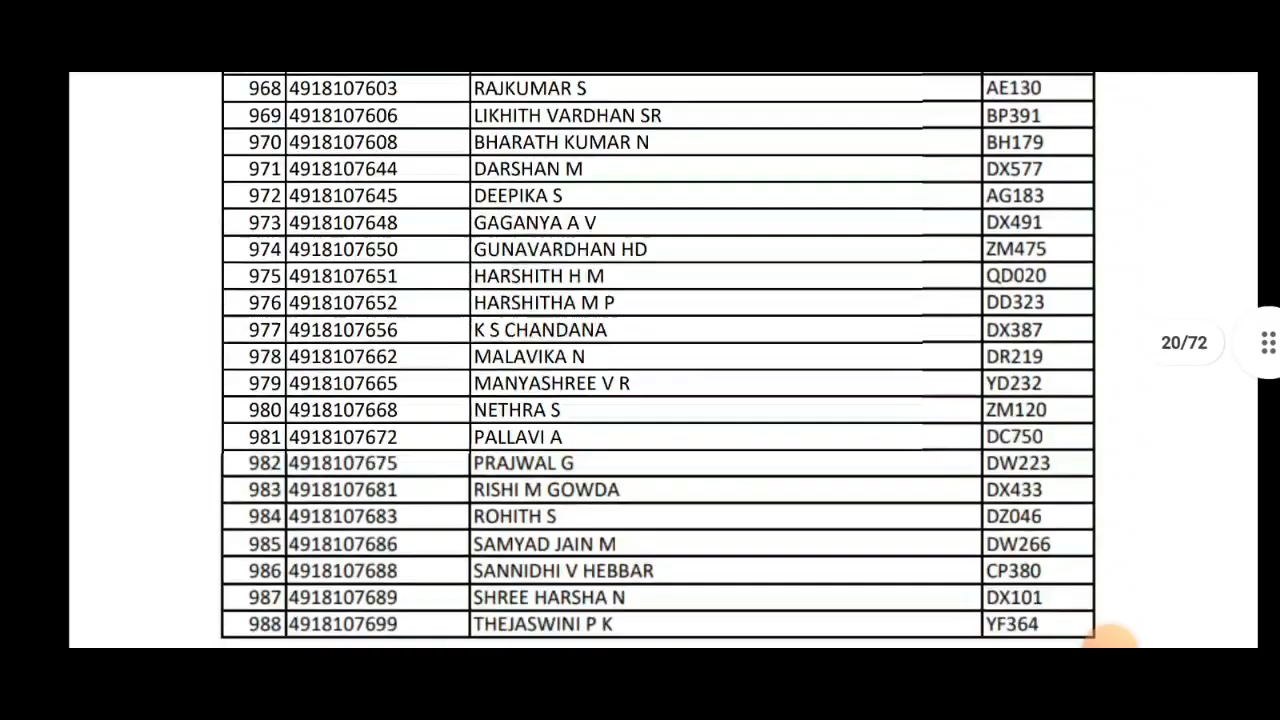 968 4918107603 RAJKUMAR S AE130
969 4918107606 LIKHITH VARDHAN SR BP391
970 4918107608 BHARATH KUMAR N BH179
971 4918107644 DARSHAN M DX577
972 4918107645 DEEPIKA S AG183
973 4918107648 GAGANYA A V DX491
974 4918107650 GUNAVARDHAN HD ZM475
975 4918107651 HARSHITH H M QD020
976 4918107652 HARSHITHA M P DD323
977 4918107656 K S CHANDANA DX387
978 4918107662 MALAVIKA N DR219
979 4918107665 MANYASHREE V R YD232
980 4918107668 NETHRA S ZM120
981 4918107672 PALLAVI A DC750
982 4918107675 PRAJWAL G DW223
983 4918107681 RISHI M GOWDA DX433
984 4918107683 ROHITH S DZ046
985 4918107686 SAMYAD JAIN M DW266
986 4918107688 SANNIDHI V HEBBAR CP380
987 4918107689 SHREE HARSHA N DX101
988 4918107699 THEJASWINI P K YF364
20/72